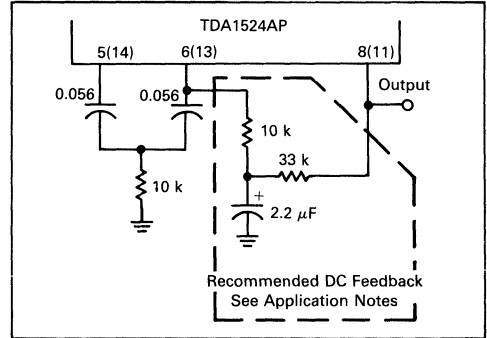 TDA1524AP
5(14) 6(13) 8(11)
0.056 0.056 Output
10 k
33 k
10 k
+
2.2 μF
Recommended DC Feedback
See Application Notes